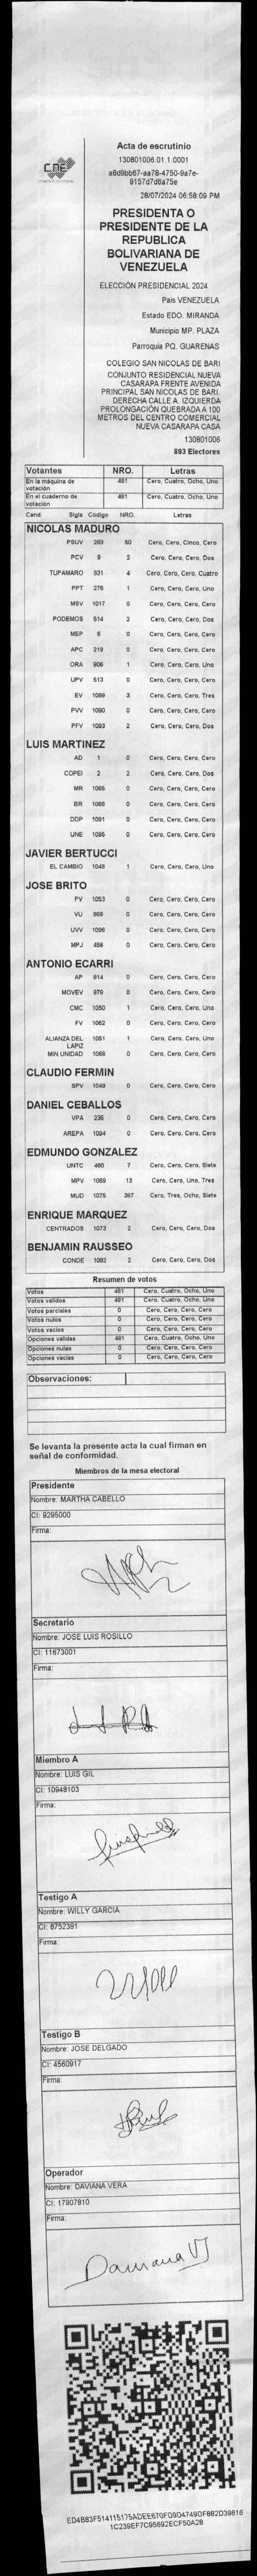 CNE
Acta de escrutinio
130801006.01.1.0001
a8d9bb67-aa78-4750-9a7e-
9157d7d6a75e
28/07/2024 06:58:09 PM
PRESIDENTA O
PRESIDENTE DE LA
REPUBLICA
BOLIVARIANA DE
VENEZUELA
ELECCIÓN PRESIDENCIAL 2024
Pais VENEZUELA
Estado EDO. MIRANDA
Municipio MP. PLAZA
Parroquia PQ. GUARENAS
COLEGIO SAN NICOLAS DE BARI
CONJUNTO RESIDENCIAL NUEVA
CASARAPA FRENTE AVENIDA
PRINCIPAL SAN NICOLAS DE BARI.
DERECHA CALLE A. IZQUIERDA
PROLONGACIÓN QUEBRADA A 100
METROS DEL CENTRO COMERCIAL
NUEVA CASARAPA CASA
130801006
893 Electores
Votantes NRO. Letras
En la máquina de votación 481 Cero, Cuatro, Ocho, Uno
En el cuaderno de votación 481 Cero, Cuatro, Ocho, Uno
Cand. Sigla Código NRO. Letras
NICOLAS MADURO
PSUV 269 50 Cero, Cero, Cinco, Cero
PCV 9 2 Cero, Cero, Cero, Dos
TUPAMARO 931 4 Cero, Cero, Cero, Cuatro
PPT 276 1 Cero, Cero, Cero, Uno
MSV 1017 0 Cero, Cero, Cero, Cero
PODEMOS 514 2 Cero, Cero, Cero, Dos
MEP 6 0 Cero, Cero, Cero, Cero
APC 219 0 Cero, Cero, Cero, Cero
ORA 906 1 Cero, Cero, Cero, Uno
UPV 613 0 Cero, Cero, Cero, Cero
EV 1089 3 Cero, Cero, Cero, Tres
PVV 1090 0 Cero, Cero, Cero, Cero
PFV 1093 2 Cero, Cero, Cero, Dos
LUIS MARTINEZ
AD 1 0 Cero, Cero, Cero, Cero
COPEI 2 2 Cero, Cero, Cero, Dos
MR 1066 0 Cero, Cero, Cero, Cero
BR 1068 0 Cero, Cero, Cero, Cero
DDP 1091 0 Cero, Cero, Cero, Cero
UNE 1095 0 Cero, Cero, Cero, Cero
JAVIER BERTUCCI
EL CAMBIO 1048 1 Cero, Cero, Cero, Uno
JOSE BRITO
PV 1053 0 Cero, Cero, Cero, Cero
VU 968 0 Cero, Cero, Cero, Cero
UVV 1096 0 Cero, Cero, Cero, Cero
MPJ 458 0 Cero, Cero, Cero, Cero
ANTONIO ECARRI
AP 814 0 Cero, Cero, Cero, Cero
MOVEV 978 0 Cero, Cero, Cero, Cero
CMC 1050 1 Cero, Cero, Cero, Uno
FV 1062 0 Cero, Cero, Cero, Cero
ALIANZA DEL LAPIZ 1051 1 Cero, Cero, Cero, Uno
MIN UNIDAD 1069 0 Cero, Cero, Cero, Cero
CLAUDIO FERMIN
SPV 1049 0 Cero, Cero, Cero, Cero
DANIEL CEBALLOS
VPA 236 0 Cero, Cero, Cero, Cero
AREPA 1094 0 Cero, Cero, Cero, Cero
EDMUNDO GONZALEZ
UNTC 460 7 Cero, Cero, Cero, Siete
MPV 1069 13 Cero, Cero, Uno, Tres
MUD 1075 387 Cero, Tres, Ocho, Siete
ENRIQUE MARQUEZ
CENTRADOS 1073 2 Cero, Cero, Cero, Dos
BENJAMIN RAUSSEO
CONDE 1092 2 Cero, Cero, Cero, Dos
Resumen de votos
Votos 481 Cero, Cuatro, Ocho, Uno
Votos validos 481 Cero, Cuatro, Ocho, Uno
Votos parciales 0 Cero, Cero, Cero, Cero
Votos nulos 0 Cero, Cero, Cero, Cero
Votos vacios 0 Cero, Cero, Cero, Cero
Opciones validas 481 Cero, Cuatro, Ocho, Uno
Opciones nulas 0 Cero, Cero, Cero, Cero
Opciones vacias 0 Cero, Cero, Cero, Cero
Observaciones:
Se levanta la presente acta la cual firman en
señal de conformidad.
Miembros de la mesa electoral
Presidente
Nombre: MARTHA CABELLO
CI: 9295000
Firma:
Secretario
Nombre: JOSE LUIS ROSILLO
CI: 11673001
Firma:
Miembro A
Nombre: LUIS GIL
CI: 10948103
Firma:
Testigo A
Nombre: WILLY GARCIA
CI: 8752391
Firma:
Testigo B
Nombre: JOSE DELGADO
CI: 4560917
Firma:
Operador
Nombre: DAVIANA VERA
CI: 17907810
Firma:
Daviana V
ED4B83F514115175ADEE670FD9D4749DF882D39616
1C239EF7C95692ECF50A28